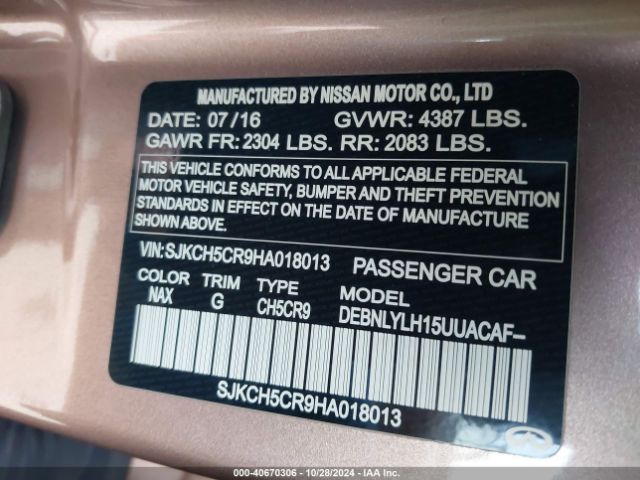 MANUFACTURED BY NISSAN MOTOR CO., LTD
DATE: 07/16 GVWR: 4387 LBS.
GAWR FR: 2304 LBS. RR: 2083 LBS.
THIS VEHICLE CONFORMS TO ALL APPLICABLE FEDERAL
MOTOR VEHICLE SAFETY, BUMPER AND THEFT PREVENTION
STANDARDS IN EFFECT ON THE DATE OF MANUFACTURE
SHOWN ABOVE.
VIN:SJKCH5CR9HA018013 PASSENGER CAR
COLOR TRIM TYPE MODEL
NAX G CH5CR9 DEBNLYLH15UUACAF–
SJKCH5CR9HA018013
000-40670306 - 10/28/2024 - IAA Inc.